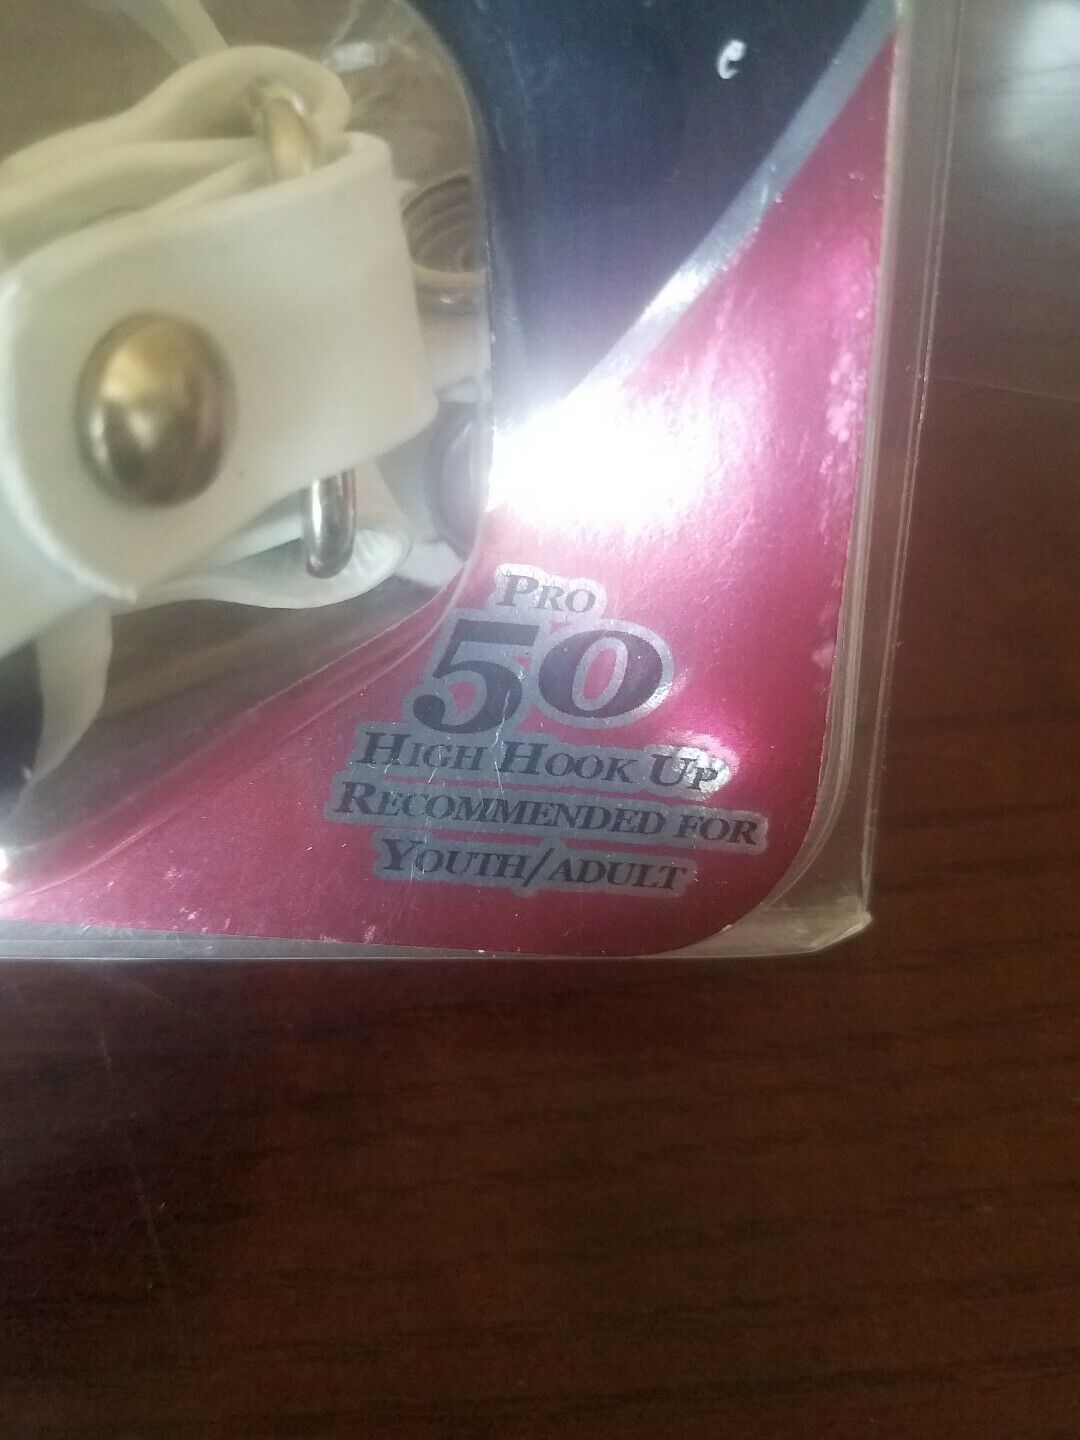 PRO
50
HIGH HOOK UP
RECOMMENDED FOR
YOUTH/ADULT